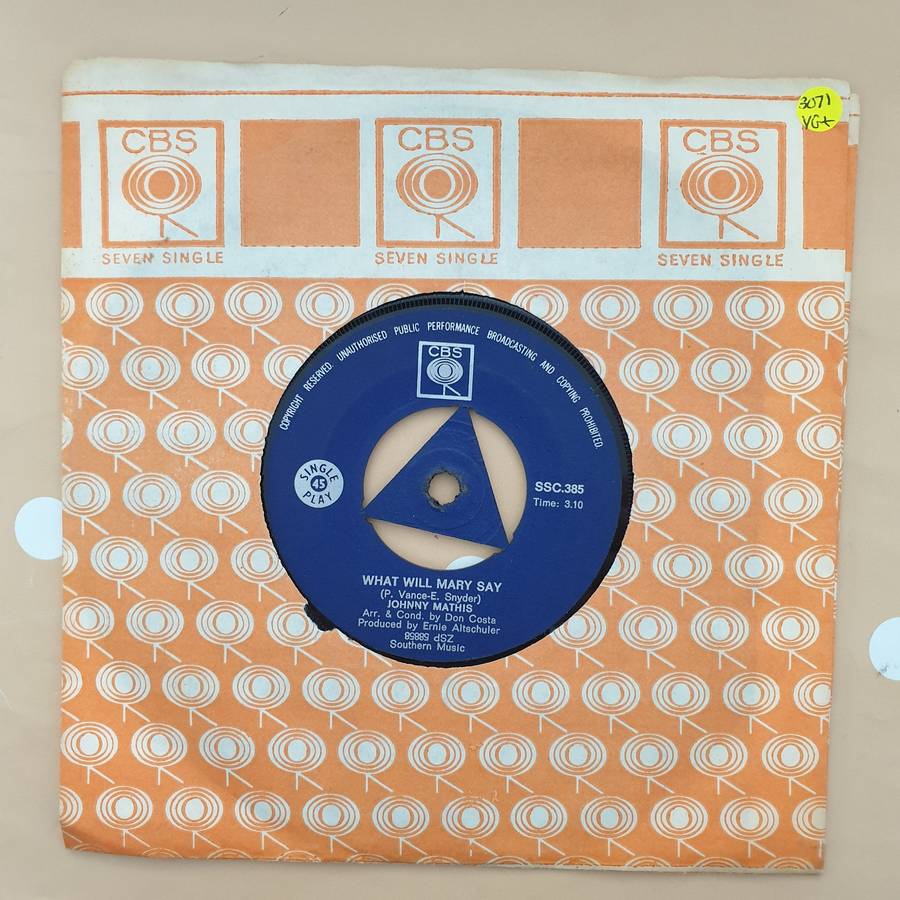 3071
VG+
CBS CBS CBS
SEVEN SINGLE SEVEN SINGLE SEVEN SINGLE
COPYRIGHT RESERVED. UNAUTHORISED PUBLIC PERFORMANCE BROADCASTING AND COPYING PROHIBITED.
CBS
SINGLE
45
PLAY
SSC.385
Time: 3.10
WHAT WILL MARY SAY
(P. Vance-E. Snyder)
JOHNNY MATHIS
Arr. & Cond. by Don Costa
Produced by Ernie Altschuler
ZSP 58858
Southern Music